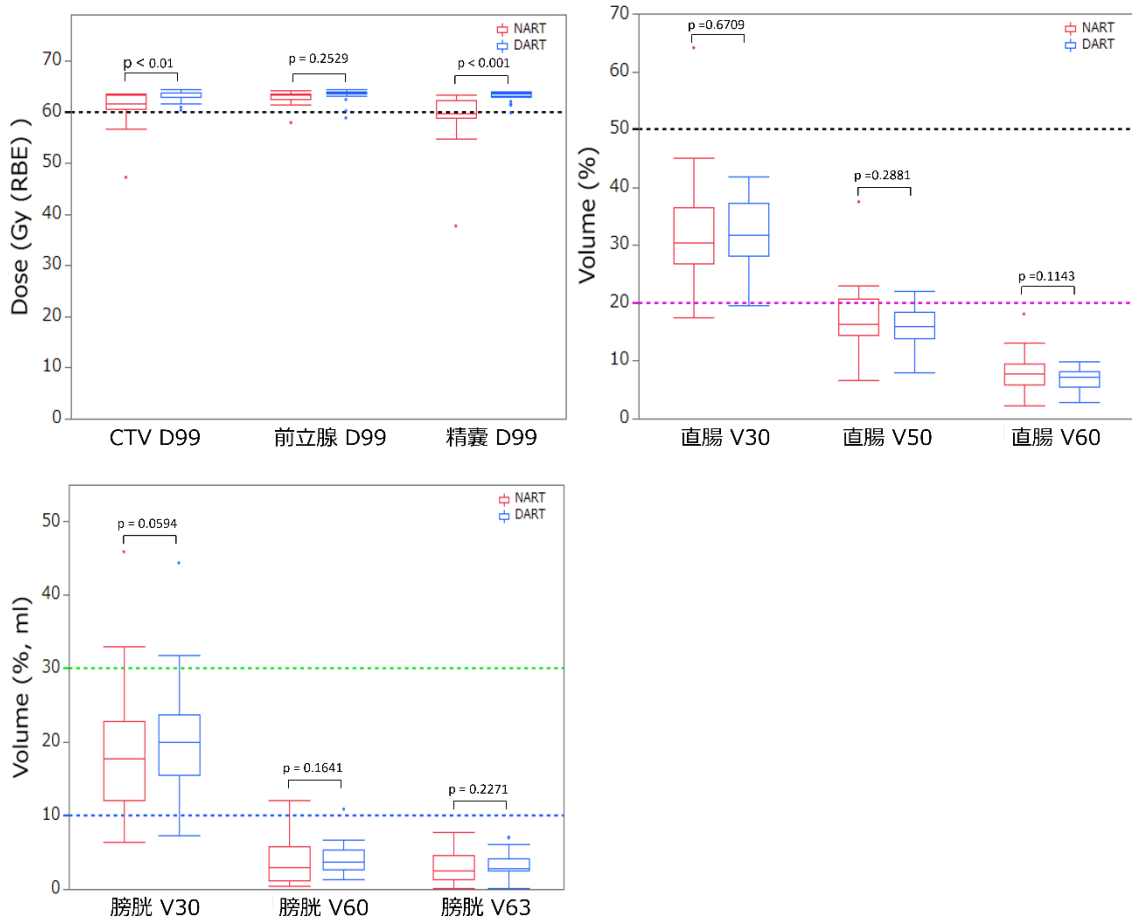 NART
DART
p < 0.01
p = 0.2529
p < 0.001
70
60
50
40
30
20
10
0
Dose (Gy (RBE) )
CTV D99
前立腺 D99
精嚢 D99
NART
DART
p =0.6709
p =0.2881
p =0.1143
70
60
50
40
30
20
10
0
Volume (%)
直腸 V30
直腸 V50
直腸 V60
NART
DART
p = 0.0594
p = 0.1641
p = 0.2271
50
40
30
20
10
0
Volume (%, ml)
膀胱 V30
膀胱 V60
膀胱 V63